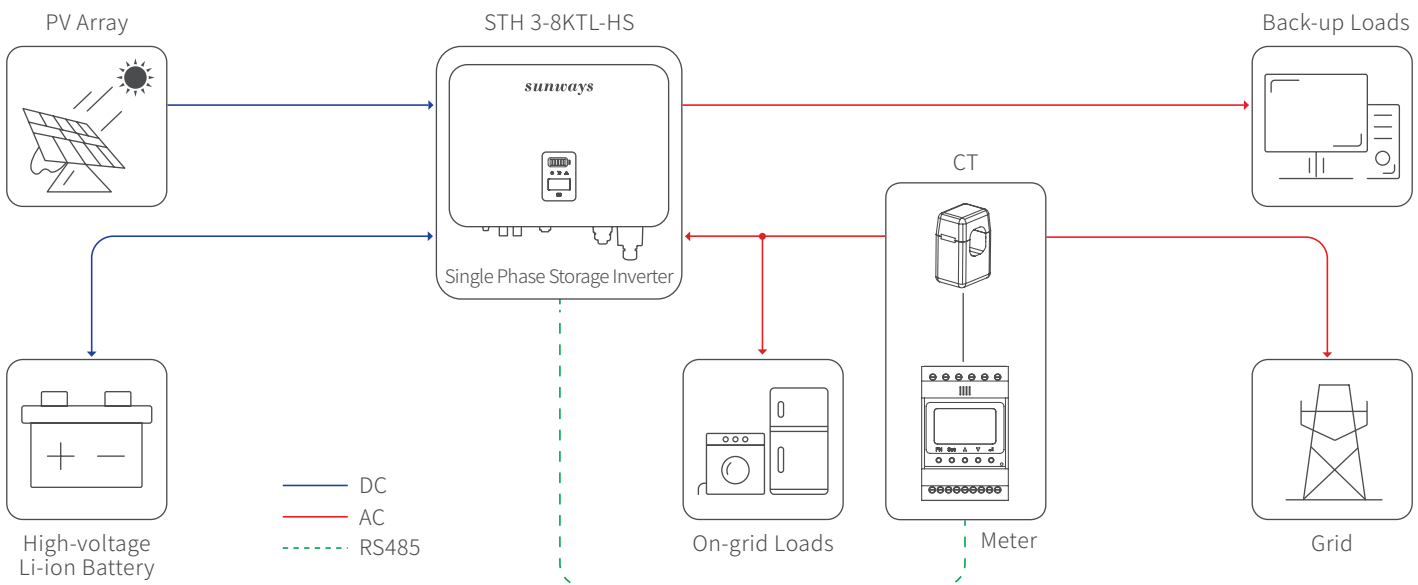 PV Array
STH 3-8KTL-HS
Back-up Loads
sunways
CT
Single Phase Storage Inverter
DC
AC
RS485
High-voltage
Li-ion Battery
On-grid Loads
Meter
Grid